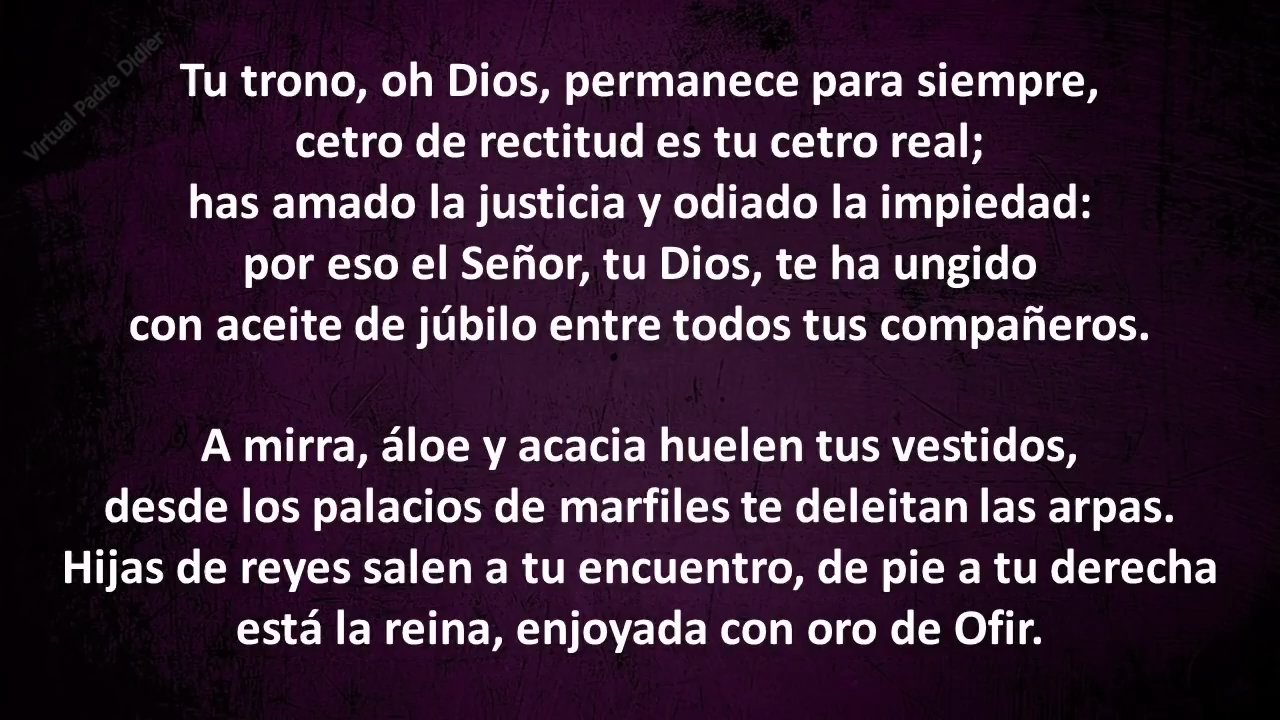 Virtual Padre Didier
Tu trono, oh Dios, permanece para siempre,
cetro de rectitud es tu cetro real;
has amado la justicia y odiado la impiedad:
por eso el Señor, tu Dios, te ha ungido
con aceite de júbilo entre todos tus compañeros.
A mirra, áloe y acacia huelen tus vestidos,
desde los palacios de marfiles te deleitan las arpas.
Hijas de reyes salen a tu encuentro, de pie a tu derecha
está la reina, enjoyada con oro de Ofir.